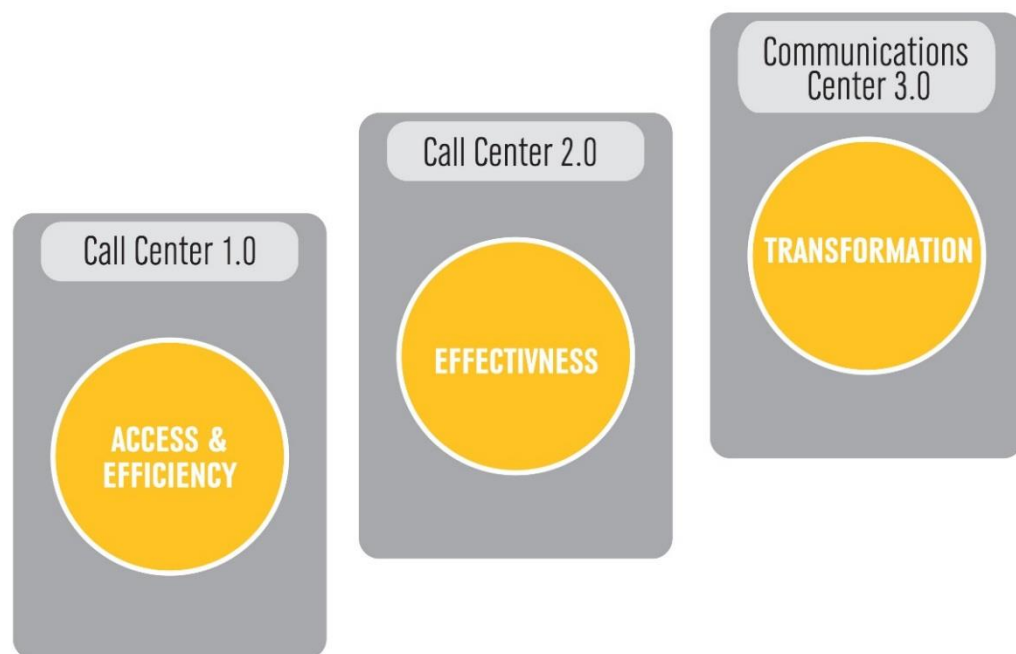 Call Center 1.0
ACCESS &
EFFICIENCY
Call Center 2.0
EFFECTIVNESS
Communications
Center 3.0
TRANSFORMATION